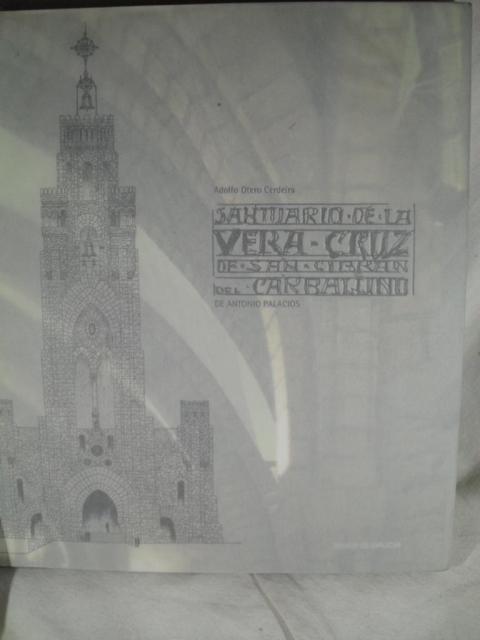 Adolfo Otero Cerdeira
SANTUARIO·DE·LA
VERA·CRUZ
DE·SAN·CIBRAN
DEL·CARBALLINO
DE ANTONIO PALACIOS